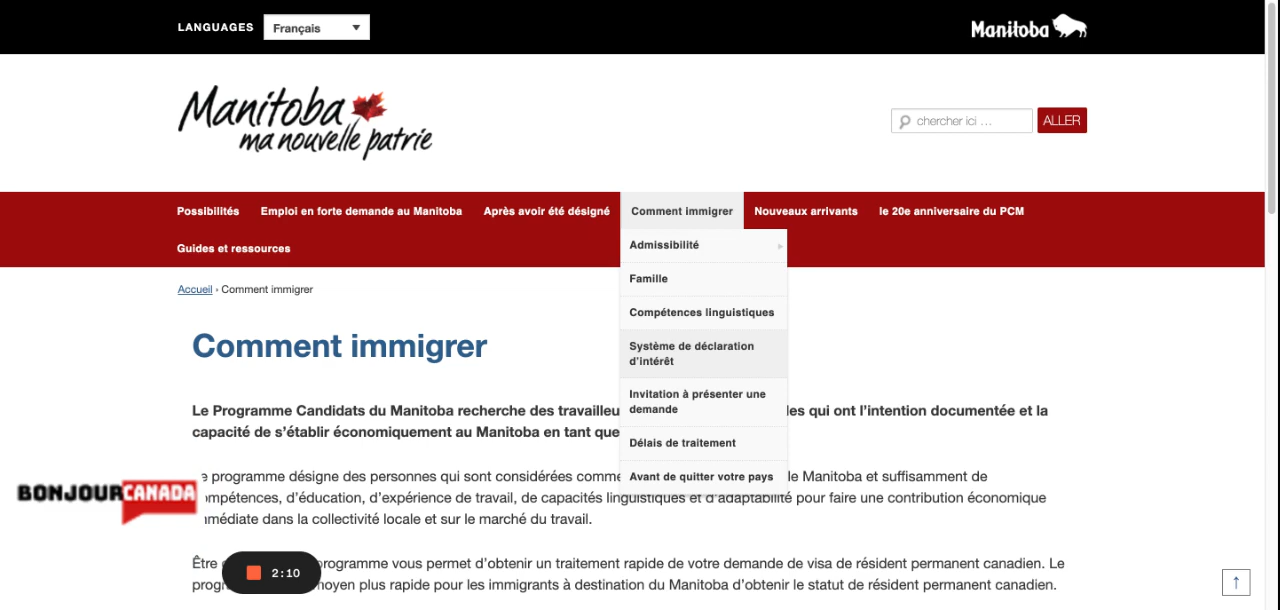 LANGUAGES Français Manitoba
Manitoba
ma nouvelle patrie
chercher ici … ALLER
Possibilités Emploi en forte demande au Manitoba Après avoir été désigné Comment immigrer Nouveaux arrivants le 20e anniversaire du PCM
Guides et ressources
Admissibilité
Famille
Compétences linguistiques
Système de déclaration
d'intérêt
Invitation à présenter une
demande
Délais de traitement
Avant de quitter votre pays
Accueil › Comment immigrer
Comment immigrer
Le Programme Candidats du Manitoba recherche des les qui ont l'intention documentée et la
capacité de s'établir économiquement au Manitoba en tant que
programme désigne des personnes qui sont considérées comme le Manitoba et suffisamment de
ompétences, d'éducation, d'expérience de travail, de capacités linguistiques et d'adaptabilité pour faire une contribution économique
mmédiate dans la collectivité locale et sur le marché du travail.
Être programme vous permet d'obtenir un traitement rapide de votre demande de visa de résident permanent canadien. Le
prog moyen plus rapide pour les immigrants à destination du Manitoba d'obtenir le statut de résident permanent canadien.
BONJOURCANADA
2:10